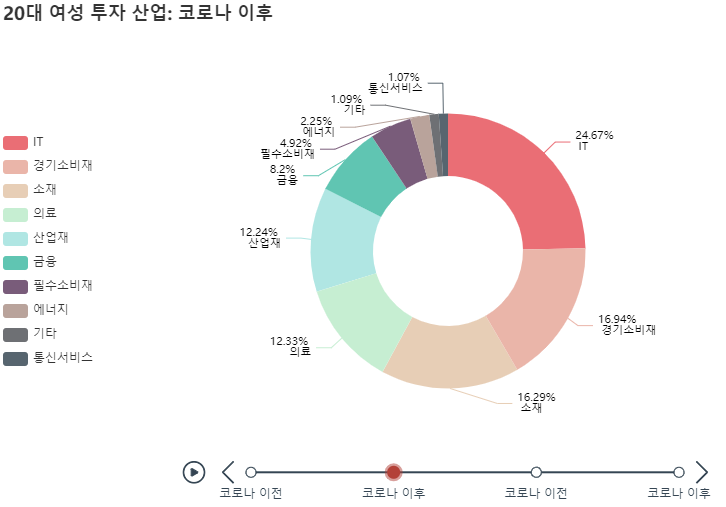 20대 여성 투자 산업: 코로나 이후
IT
경기소비재
소재
의료
산업재
금융
필수소비재
에너지
기타
통신서비스
1.07%
통신서비스
1.09%
기타
2.25%
에너지
4.92%
필수소비재
8.2%
금융
12.24%
산업재
12.33%
의료
24.67%
IT
16.94%
경기소비재
16.29%
소재
코로나 이전
코로나 이후
코로나 이전
코로나 이후